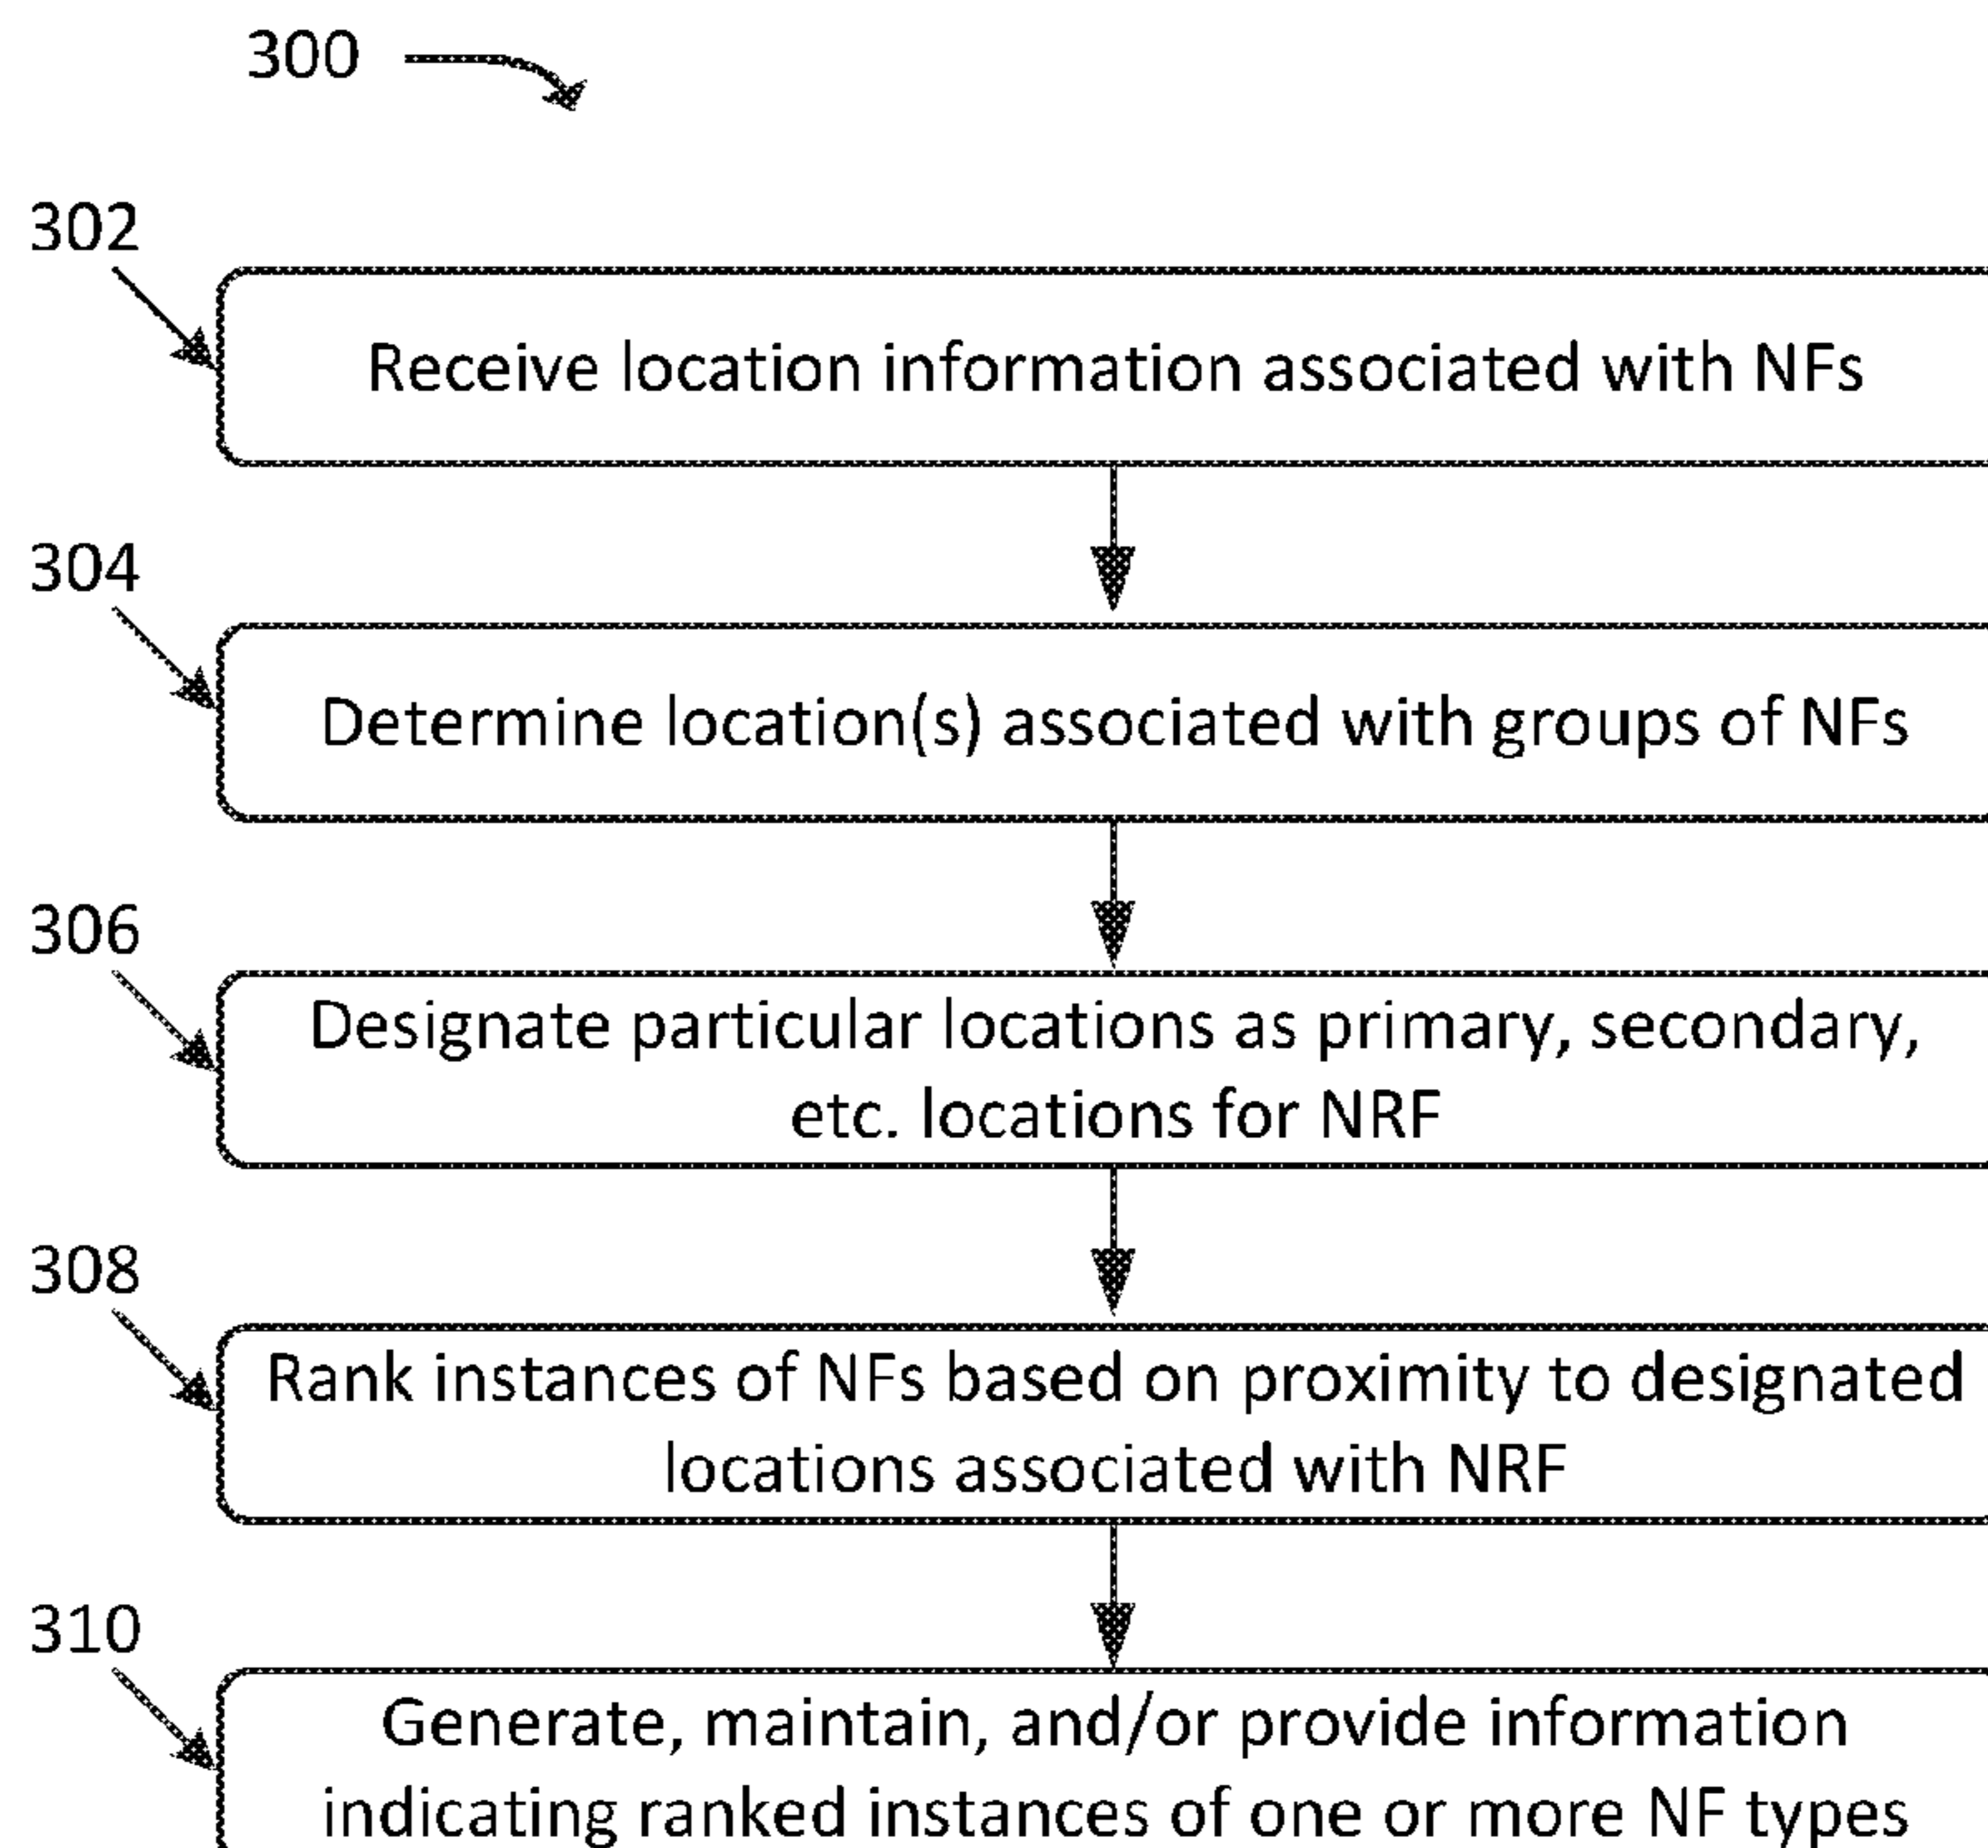 300
302
Receive location information associated with NFs
304
Determine location(s) associated with groups of NFs
306
Designate particular locations as primary, secondary,
etc. locations for NRF
308
Rank instances of NFs based on proximity to designated
locations associated with NRF
310
Generate, maintain, and/or provide information
indicating ranked instances of one or more NF types